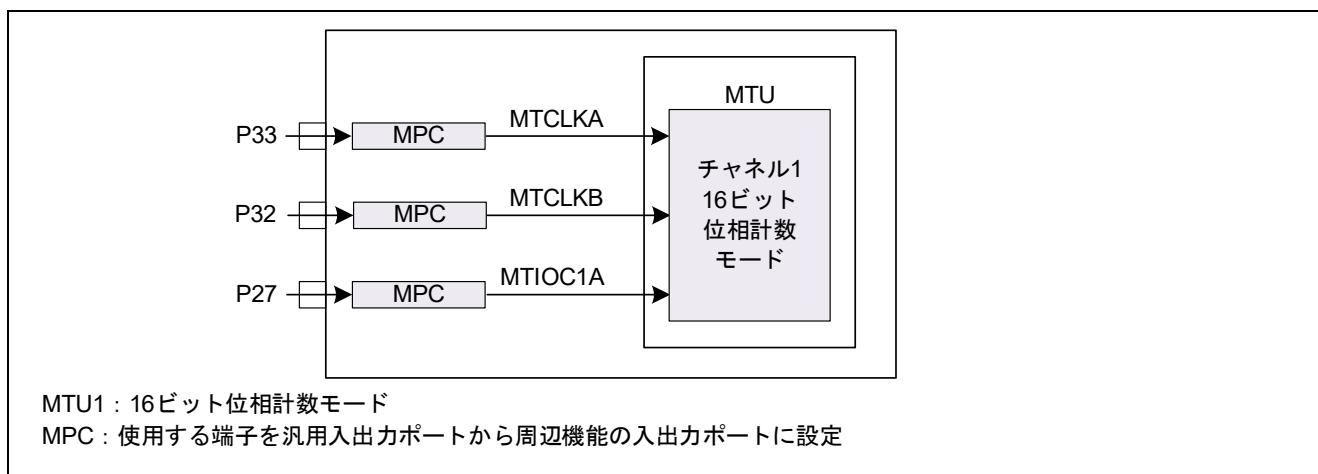 MTU
P33
MPC
MTCLKA
P32
MPC
MTCLKB
P27
MPC
MTIOC1A
チャネル1
16ビット
位相計数
モード
MTU1：16ビット位相計数モード
MPC：使用する端子を汎用入出力ポートから周辺機能の入出力ポートに設定